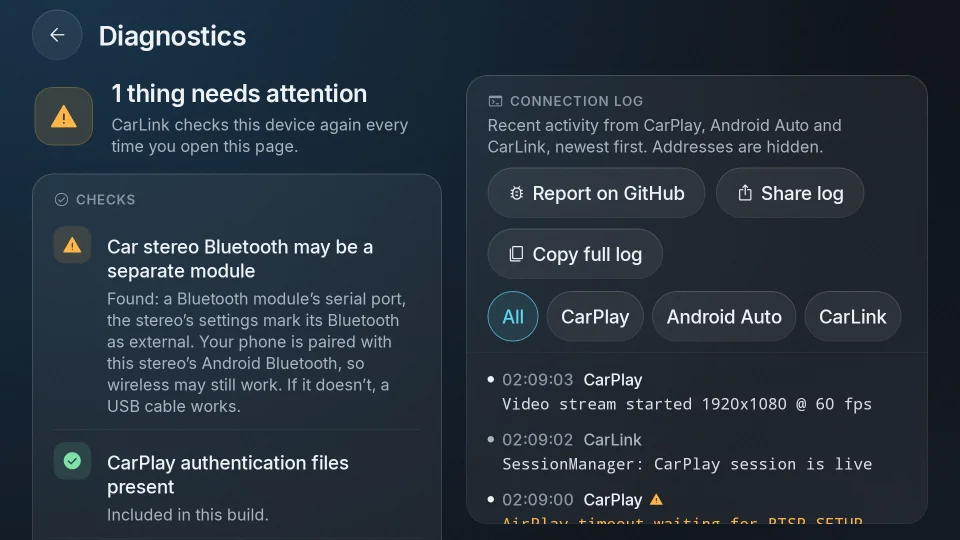 Diagnostics
1 thing needs attention
CarLink checks this device again every
time you open this page.
CHECKS
Car stereo Bluetooth may be a
separate module
Found: a Bluetooth module’s serial port,
the stereo’s settings mark its Bluetooth
as external. Your phone is paired with
this stereo’s Android Bluetooth, so
wireless may still work. If it doesn’t, a
USB cable works.
CarPlay authentication files
present
Included in this build.
CONNECTION LOG
Recent activity from CarPlay, Android Auto and
CarLink, newest first. Addresses are hidden.
Report on GitHub
Share log
Copy full log
All CarPlay Android Auto CarLink
02:09:03 CarPlay
Video stream started 1920x1080 @ 60 fps
02:09:02 CarLink
SessionManager: CarPlay session is live
02:09:00 CarPlay
AirPlay timeout waiting for RTSP SETUP